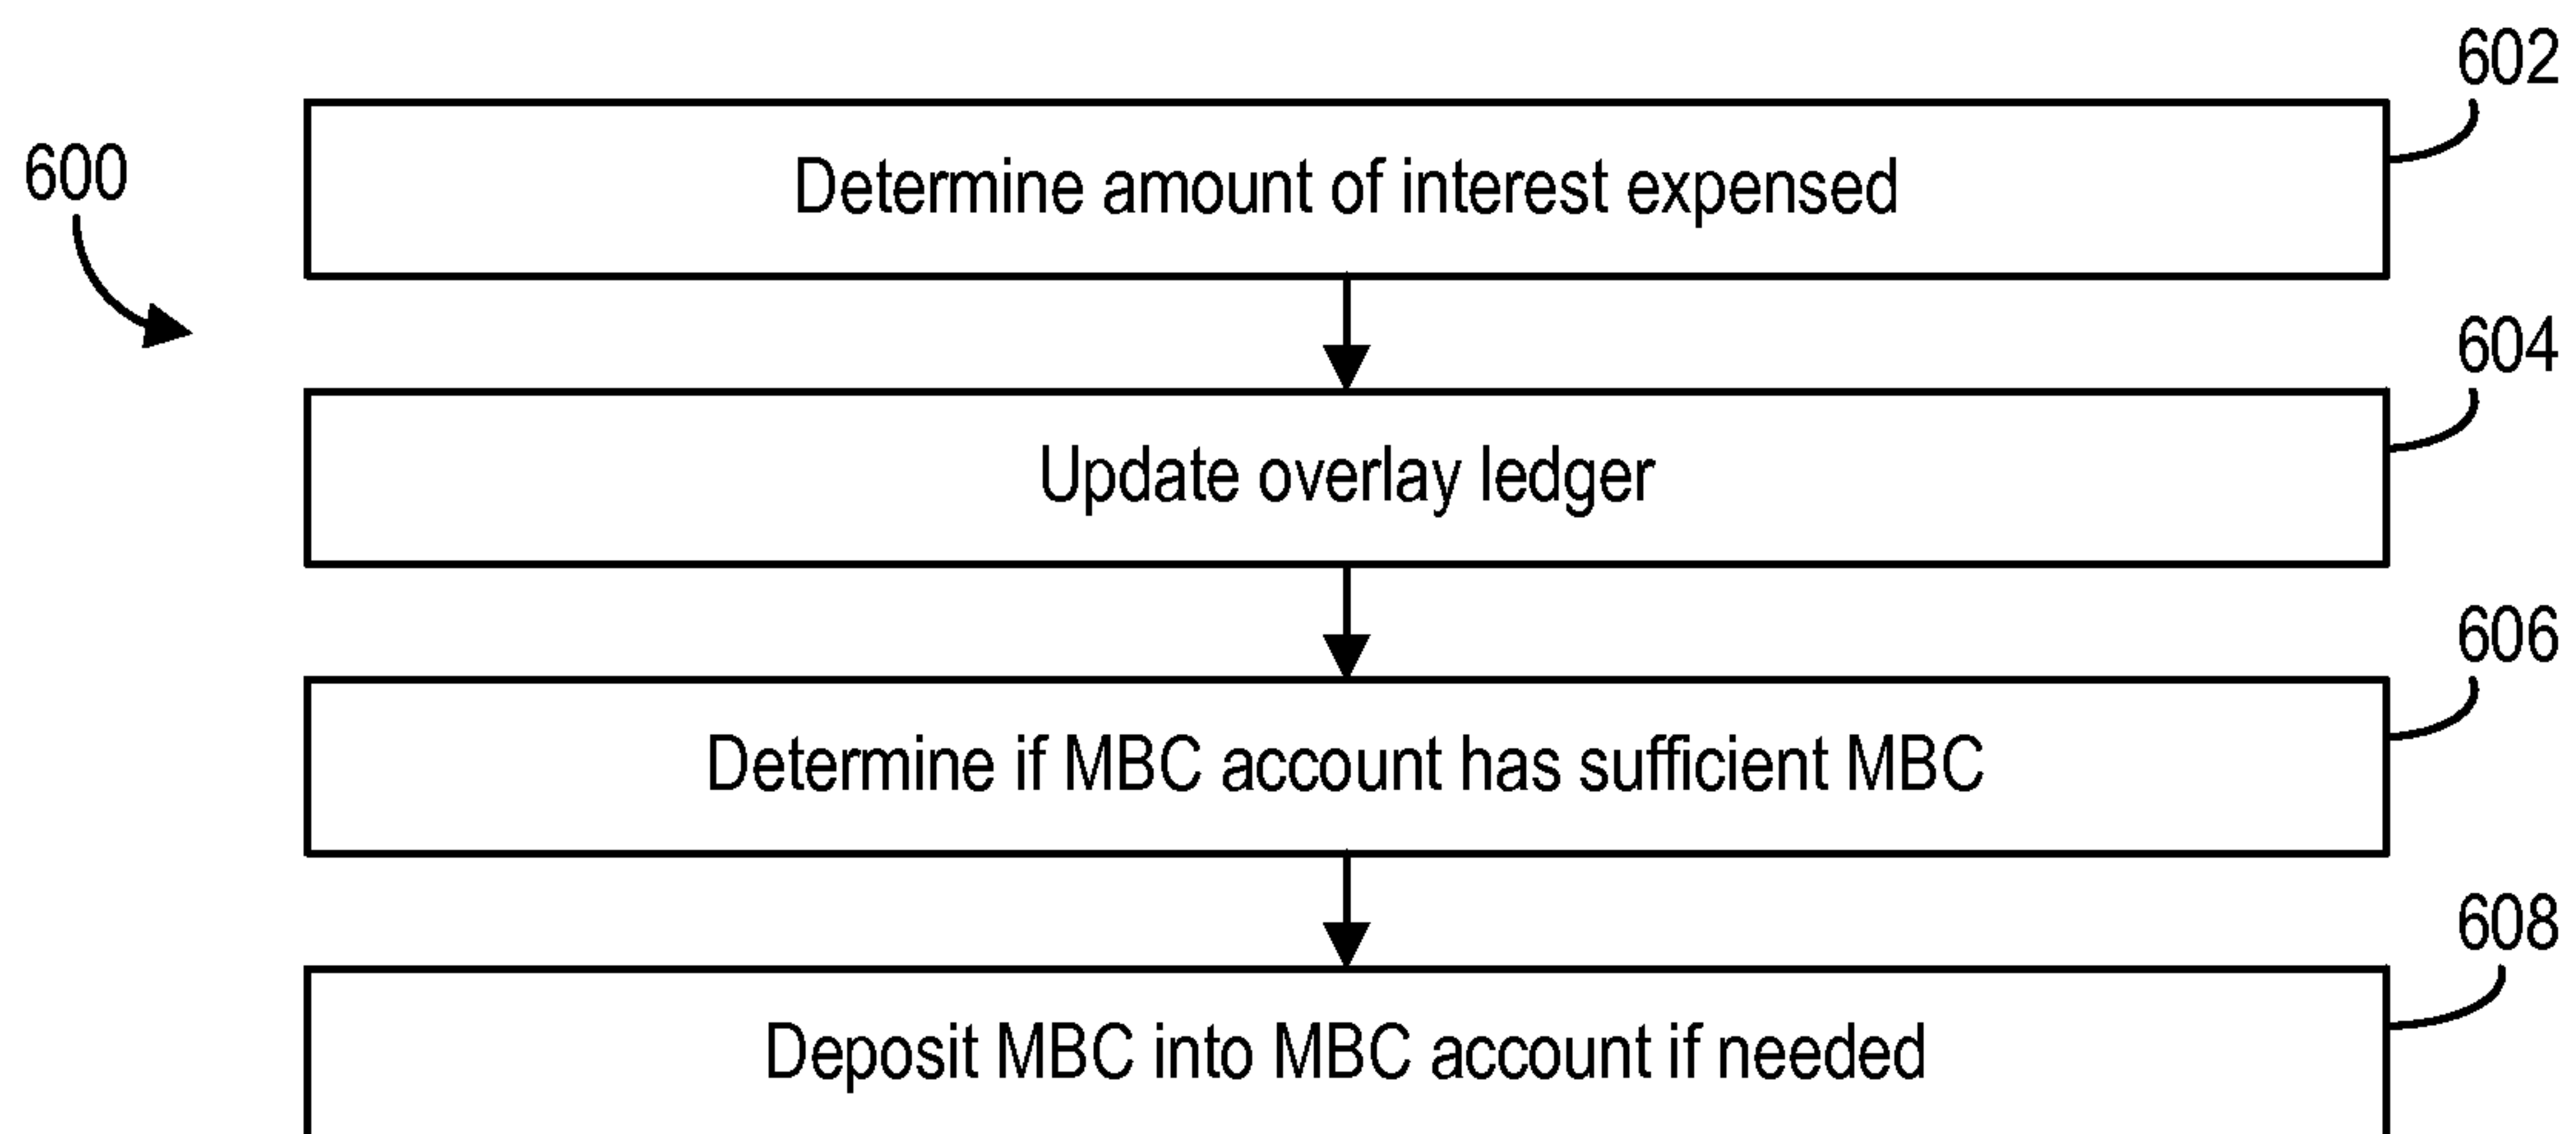 602
600
Determine amount of interest expensed
604
Update overlay ledger
606
Determine if MBC account has sufficient MBC
608
Deposit MBC into MBC account if needed